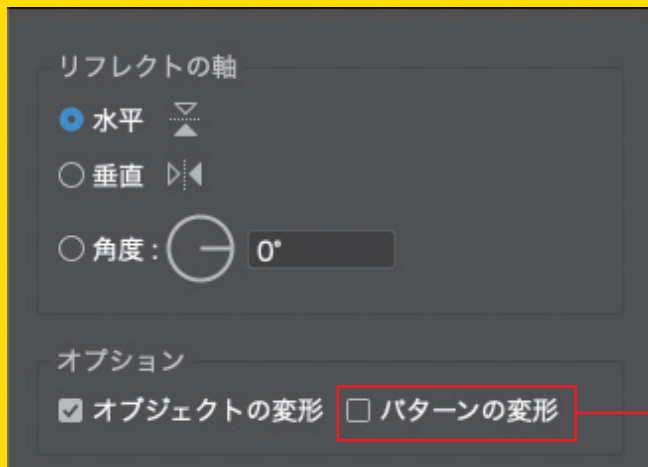 リフレクトの軸
水平
垂直
角度 : 0°
オプション
オブジェクトの変形 パターンの変形